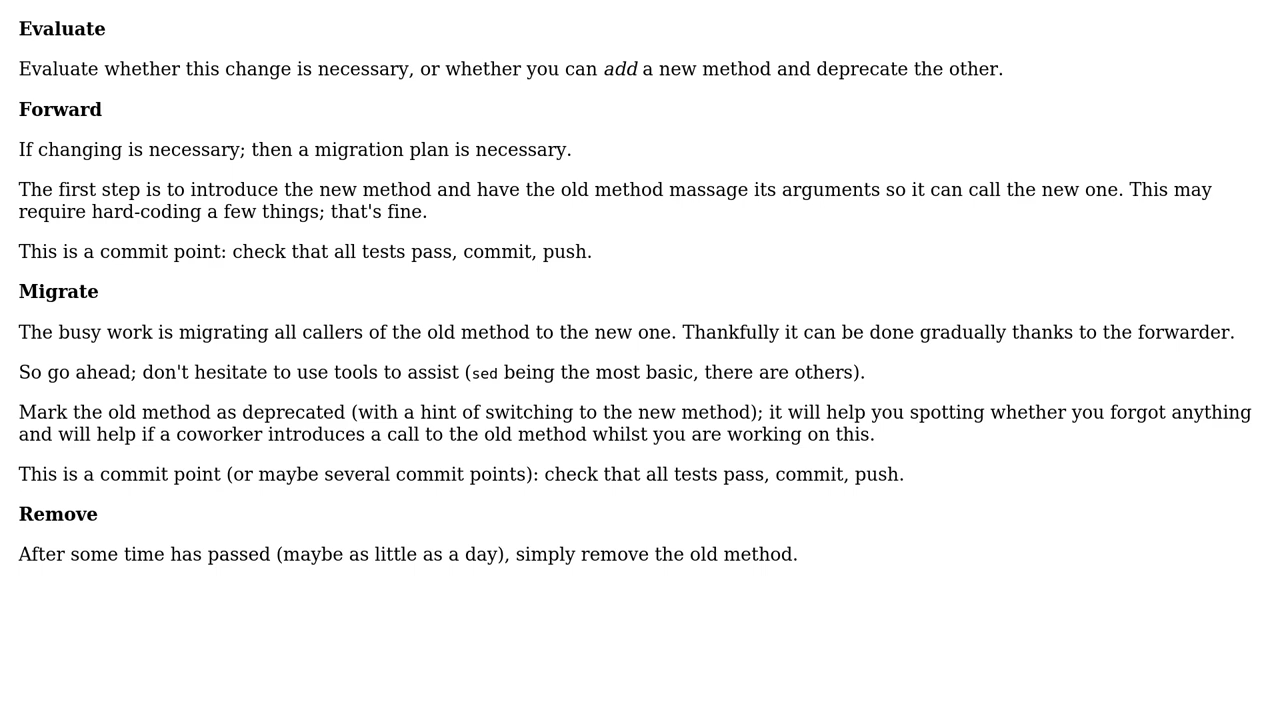 Evaluate
Evaluate whether this change is necessary, or whether you can add a new method and deprecate the other.
Forward
If changing is necessary; then a migration plan is necessary.
The first step is to introduce the new method and have the old method massage its arguments so it can call the new one. This may
require hard-coding a few things; that's fine.
This is a commit point: check that all tests pass, commit, push.
Migrate
The busy work is migrating all callers of the old method to the new one. Thankfully it can be done gradually thanks to the forwarder.
So go ahead; don't hesitate to use tools to assist (sed being the most basic, there are others).
Mark the old method as deprecated (with a hint of switching to the new method); it will help you spotting whether you forgot anything
and will help if a coworker introduces a call to the old method whilst you are working on this.
This is a commit point (or maybe several commit points): check that all tests pass, commit, push.
Remove
After some time has passed (maybe as little as a day), simply remove the old method.